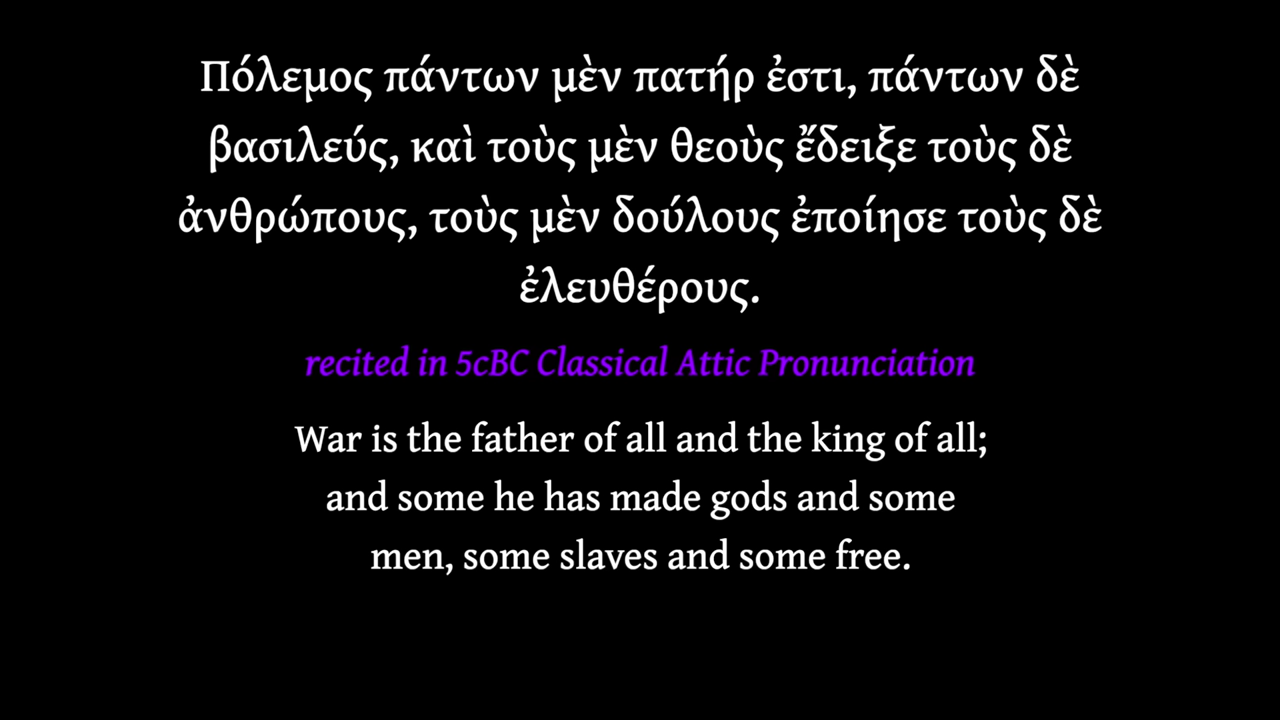 Πόλεμος πάντων μὲν πατήρ ἐστι, πάντων δὲ
βασιλεύς, καὶ τοὺς μὲν θεοὺς ἔδειξε τοὺς δὲ
ἀνθρώπους, τοὺς μὲν δούλους ἐποίησε τοὺς δὲ
ἐλευθέρους.
recited in 5cBC Classical Attic Pronunciation
War is the father of all and the king of all;
and some he has made gods and some
men, some slaves and some free.